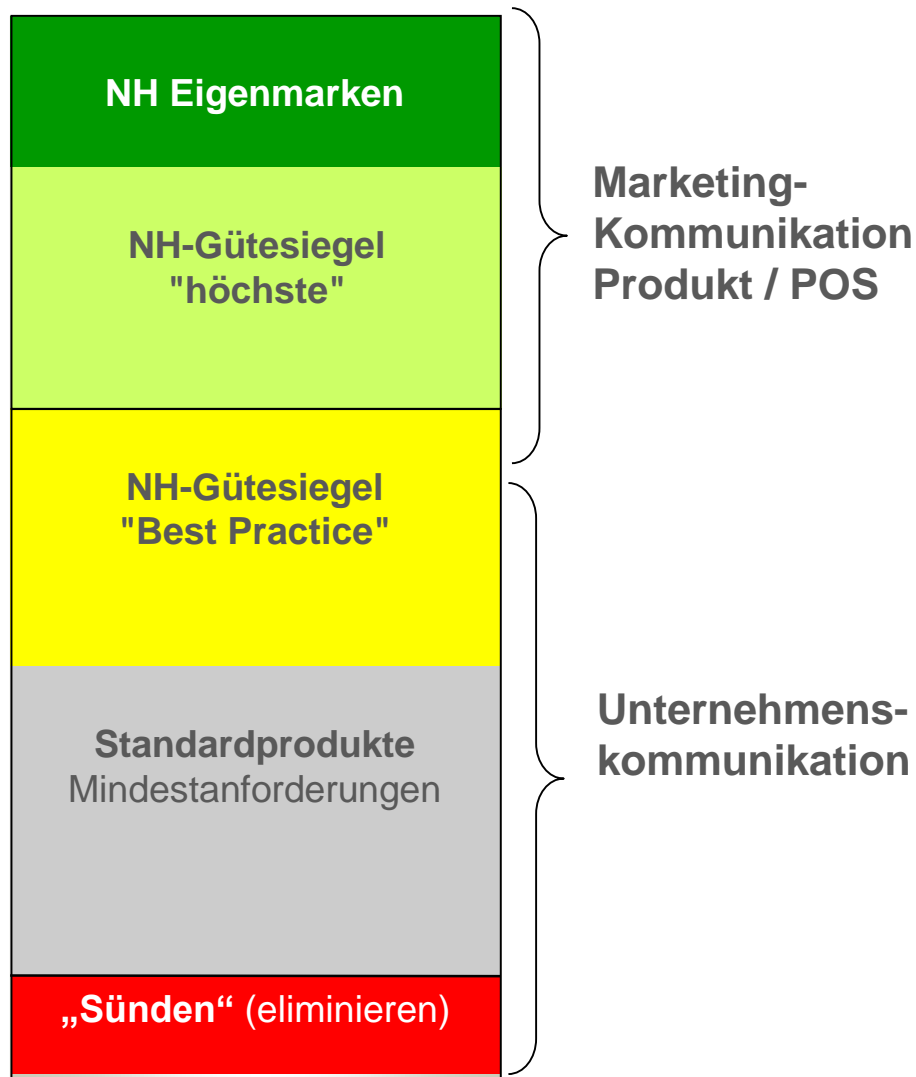 NH Eigenmarken
NH-Gütesiegel
"höchste"
Marketing-
Kommunikation
Produkt / POS
NH-Gütesiegel
"Best Practice"
Standardprodukte
Mindestanforderungen
Unternehmens-
kommunikation
„Sünden“ (eliminieren)